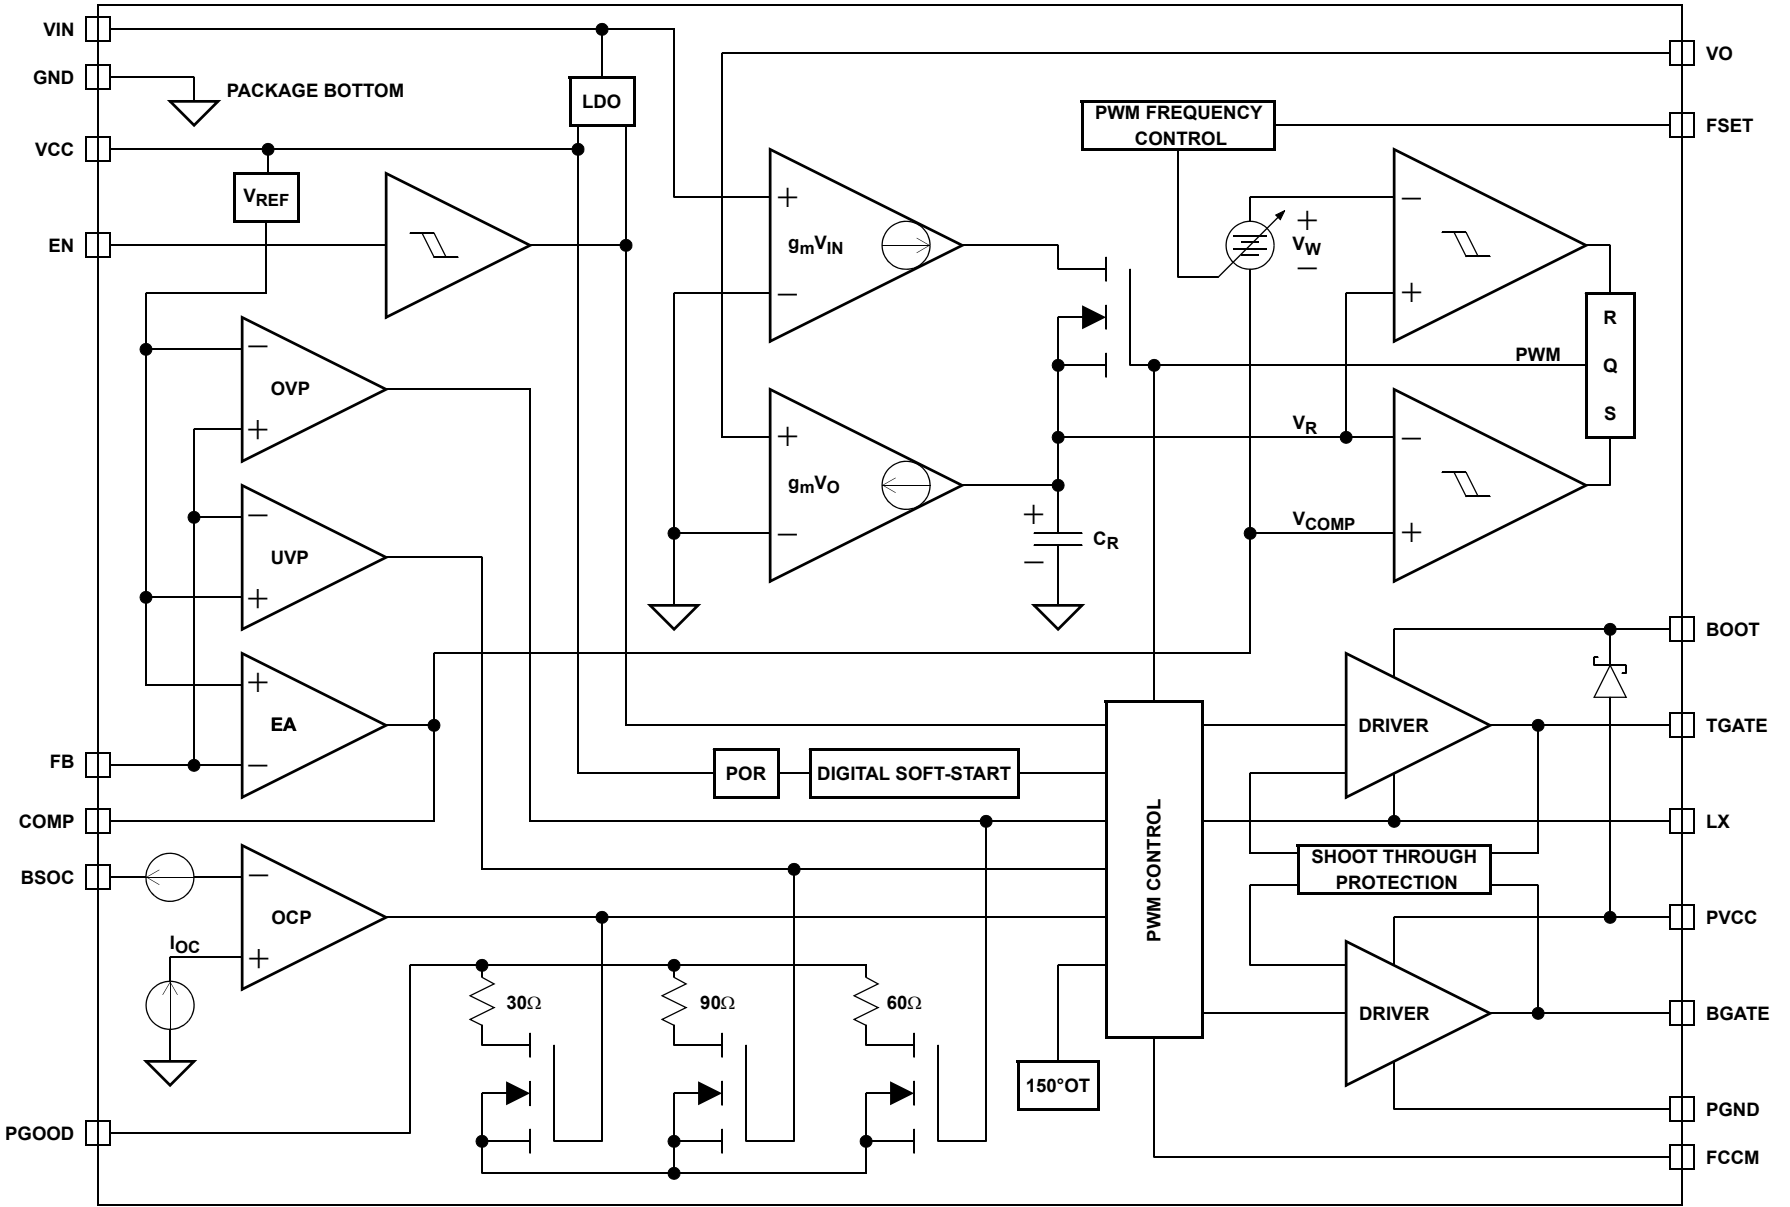 VIN
GND
PACKAGE BOTTOM
VCC
EN
VREF
LDO
VO
FSET
PWM FREQUENCY
CONTROL
+
gmVIN
−
−
+
VW
−
+
R
Q
S
PWM
−
OVP
+
−
UVP
+
+
EA
−
+
gmVO
−
+
CR
−
VR
−
VCOMP
+
FB
COMP
BSOC
−
OCP
IOC
+
PGOOD
POR
DIGITAL SOFT-START
PWM CONTROL
30Ω
90Ω
60Ω
150°OT
DRIVER
SHOOT THROUGH
PROTECTION
DRIVER
BOOT
TGATE
LX
PVCC
BGATE
PGND
FCCM